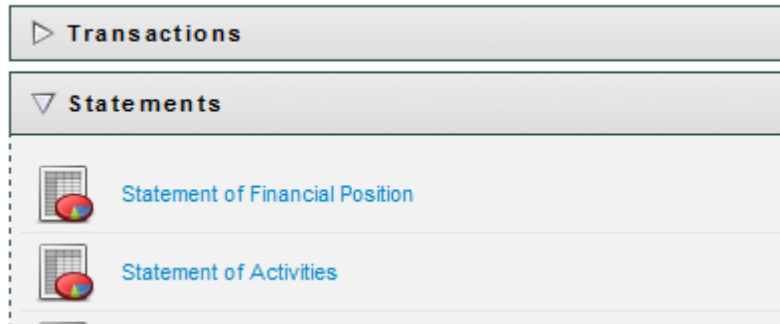 Transactions
Statements
Statement of Financial Position
Statement of Activities